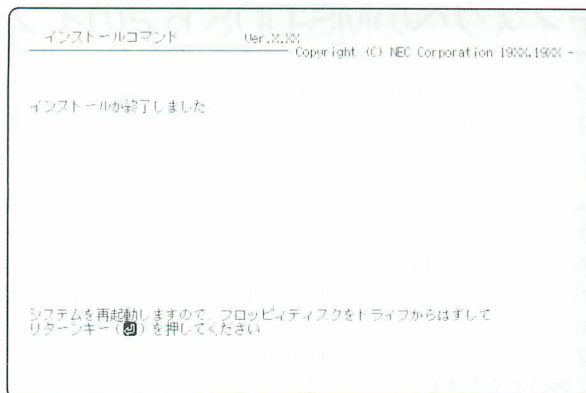 インストールコマンド Ver.X.XX
Copyright (C) NEC Corporation 19XX,19XX
インストールが終了しました
システムを再起動しますので、フロッピィディスクをドライブからはずして
リターンキー(⏎)を押してください